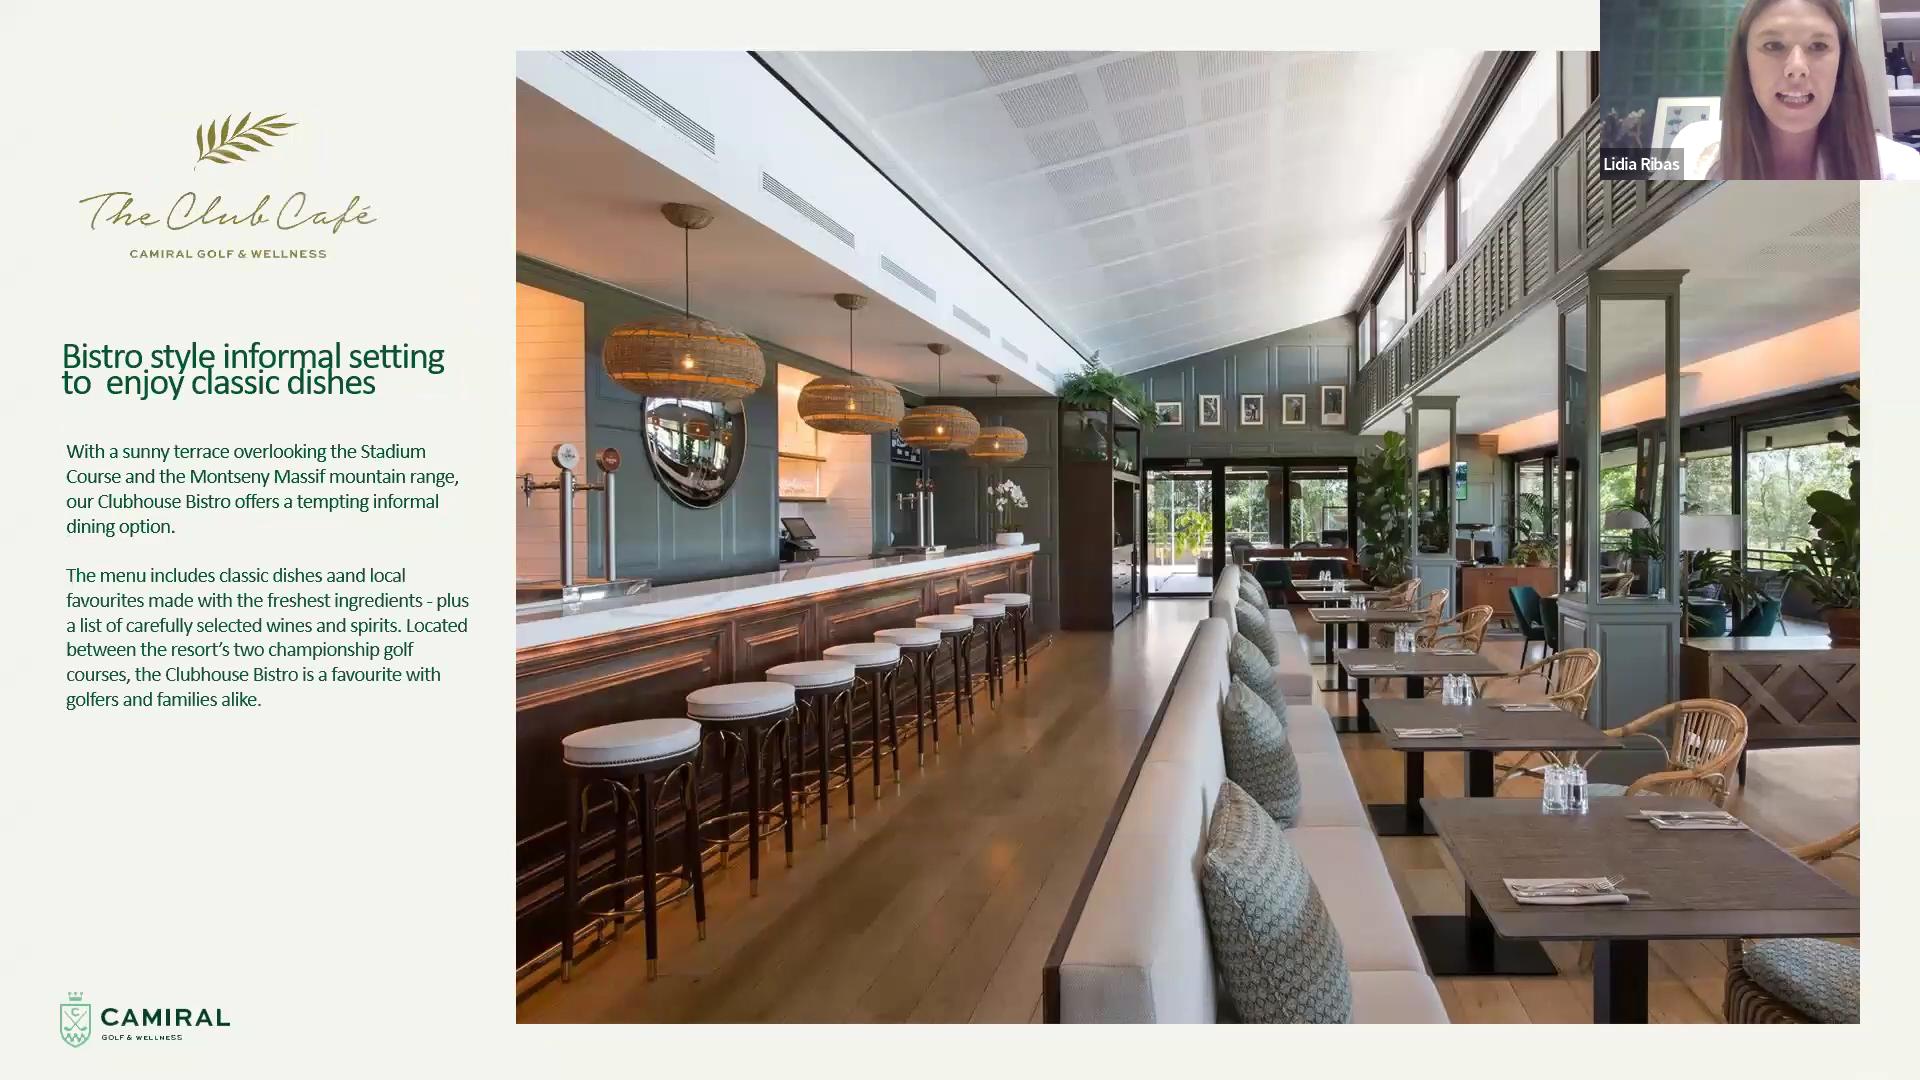 The Club Café
CAMIRAL GOLF & WELLNESS
Bistro style informal setting
to  enjoy classic dishes
With a sunny terrace overlooking the Stadium
Course and the Montseny Massif mountain range,
our Clubhouse Bistro offers a tempting informal
dining option.
The menu includes classic dishes aand local
favourites made with the freshest ingredients - plus
a list of carefully selected wines and spirits. Located
between the resort’s two championship golf
courses, the Clubhouse Bistro is a favourite with
golfers and families alike.
C
CAMIRAL
GOLF & WELLNESS
Lidia Ribas